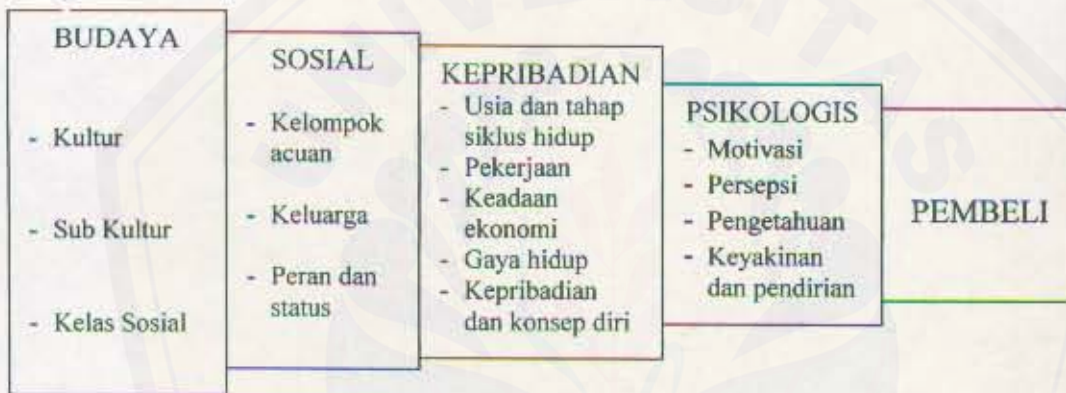 BUDAYA
- Kultur
- Sub Kultur
- Kelas Sosial
SOSIAL
- Kelompok
acuan
- Keluarga
- Peran dan
status
KEPRIBADIAN
- Usia dan tahap
siklus hidup
- Pekerjaan
- Keadaan
ekonomi
- Gaya hidup
- Kepribadian
dan konsep diri
PSIKOLOGIS
- Motivasi
- Persepsi
- Pengetahuan
- Keyakinan
dan pendirian
PEMBELI